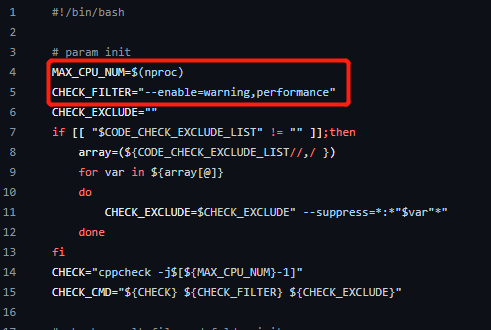 1 #!/bin/bash
2
3 # param init
4 MAX_CPU_NUM=$(nproc)
5 CHECK_FILTER="--enable=warning,performance"
6 CHECK_EXCLUDE=""
7 if [[ "$CODE_CHECK_EXCLUDE_LIST" != "" ]];then
8 array=(${CODE_CHECK_EXCLUDE_LIST//,/ })
9 for var in ${array[@]}
10 do
11 CHECK_EXCLUDE=$CHECK_EXCLUDE" --suppress=*:*"$var"*"
12 done
13 fi
14 CHECK="cppcheck -j$[${MAX_CPU_NUM}-1]"
15 CHECK_CMD="${CHECK} ${CHECK_FILTER} ${CHECK_EXCLUDE}"
16